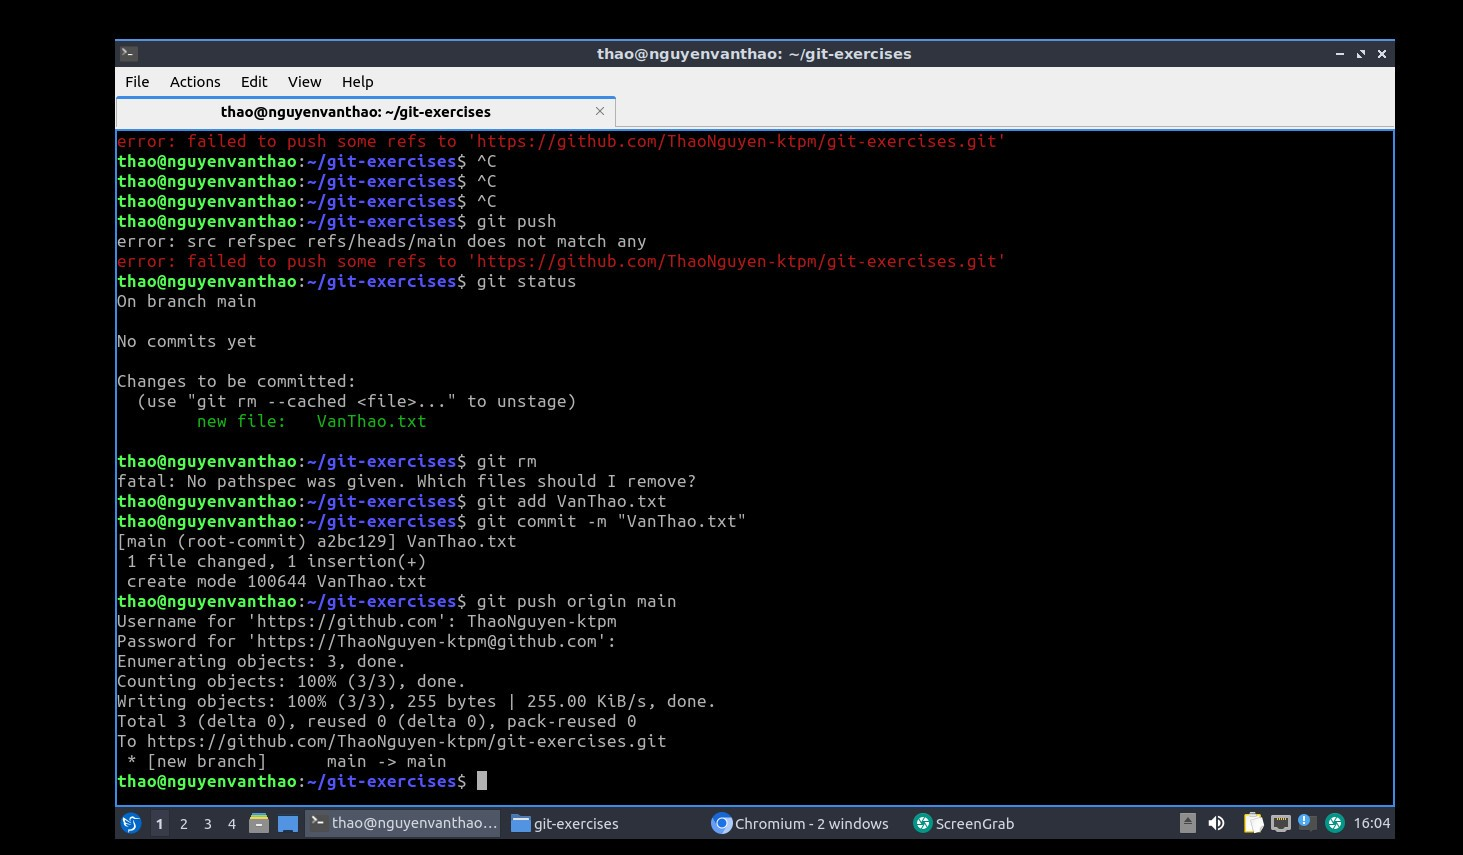 thao@nguyenvanthao: ~/git-exercises
File Actions Edit View Help
thao@nguyenvanthao: ~/git-exercises
error: failed to push some refs to 'https://github.com/ThaoNguyen-ktpm/git-exercises.git'
thao@nguyenvanthao:~/git-exercises$ ^C
thao@nguyenvanthao:~/git-exercises$ ^C
thao@nguyenvanthao:~/git-exercises$ ^C
thao@nguyenvanthao:~/git-exercises$ git push
error: src refspec refs/heads/main does not match any
error: failed to push some refs to 'https://github.com/ThaoNguyen-ktpm/git-exercises.git'
thao@nguyenvanthao:~/git-exercises$ git status
On branch main
No commits yet
Changes to be committed:
  (use "git rm --cached <file>..." to unstage)
        new file:   VanThao.txt
thao@nguyenvanthao:~/git-exercises$ git rm
fatal: No pathspec was given. Which files should I remove?
thao@nguyenvanthao:~/git-exercises$ git add VanThao.txt
thao@nguyenvanthao:~/git-exercises$ git commit -m "VanThao.txt"
[main (root-commit) a2bc129] VanThao.txt
 1 file changed, 1 insertion(+)
 create mode 100644 VanThao.txt
thao@nguyenvanthao:~/git-exercises$ git push origin main
Username for 'https://github.com': ThaoNguyen-ktpm
Password for 'https://ThaoNguyen-ktpm@github.com':
Enumerating objects: 3, done.
Counting objects: 100% (3/3), done.
Writing objects: 100% (3/3), 255 bytes | 255.00 KiB/s, done.
Total 3 (delta 0), reused 0 (delta 0), pack-reused 0
To https://github.com/ThaoNguyen-ktpm/git-exercises.git
 * [new branch]      main -> main
thao@nguyenvanthao:~/git-exercises$
1 2 3 4 thao@nguyenvanthao... git-exercises Chromium - 2 windows ScreenGrab 16:04